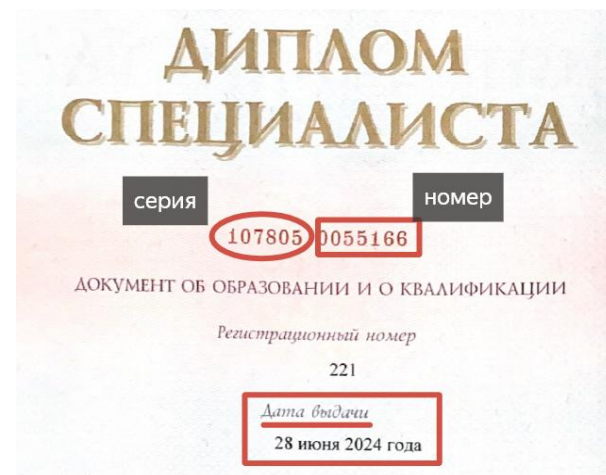 ДИПЛОМ
СПЕЦИАЛИСТА
серия номер
107805 0055166
ДОКУМЕНТ ОБ ОБРАЗОВАНИИ И О КВАЛИФИКАЦИИ
Регистрационный номер
221
Дата выдачи
28 июня 2024 года